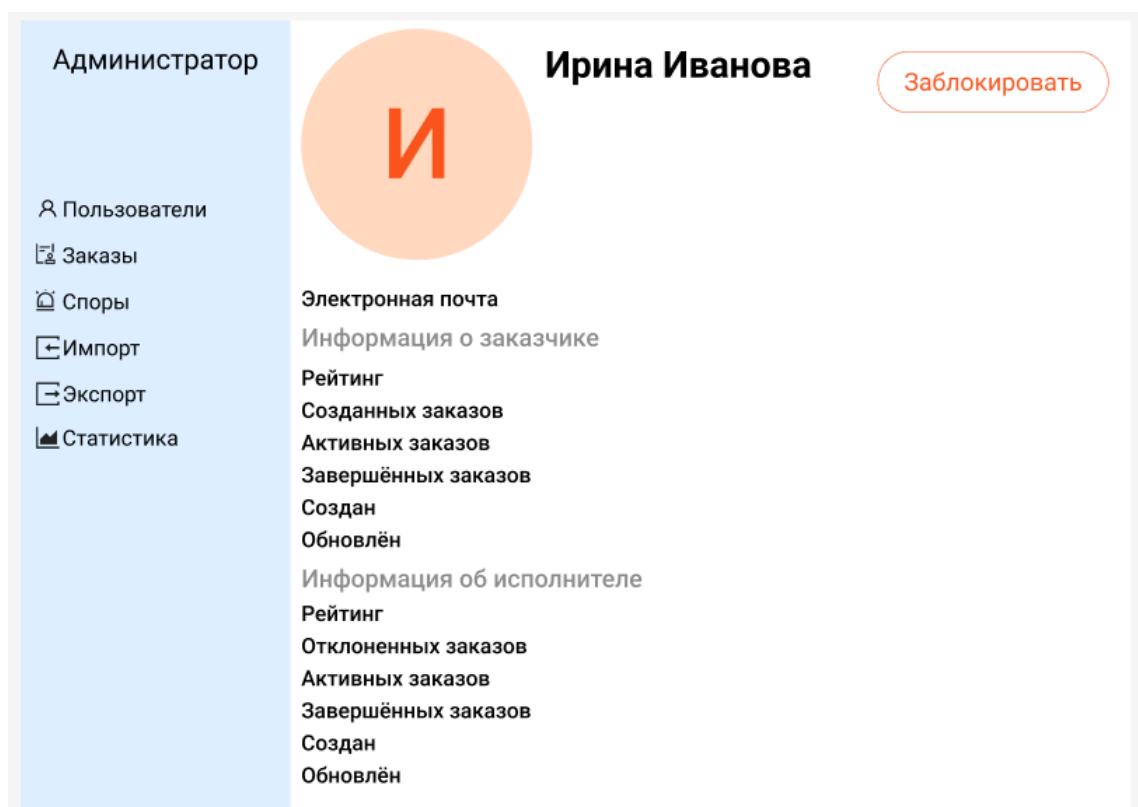 Администратор
Пользователи
Заказы
Споры
Импорт
Экспорт
Статистика
И
Ирина Иванова
Заблокировать
Электронная почта
Информация о заказчике
Рейтинг
Созданных заказов
Активных заказов
Завершённых заказов
Создан
Обновлён
Информация об исполнителе
Рейтинг
Отклоненных заказов
Активных заказов
Завершённых заказов
Создан
Обновлён